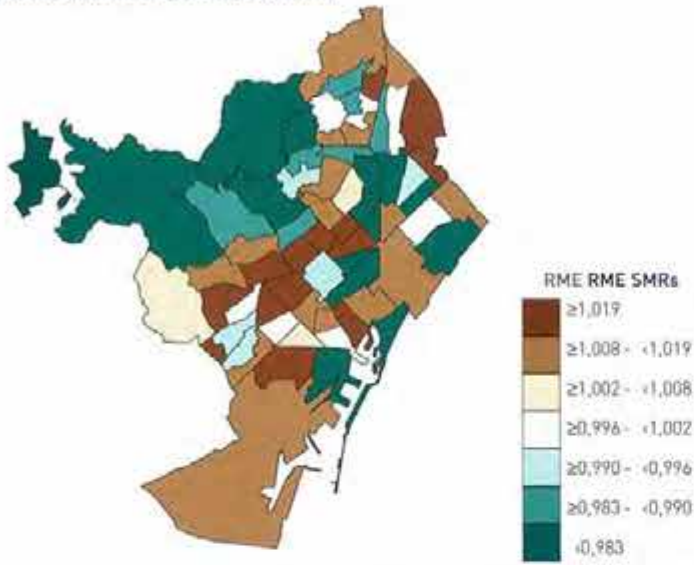 RME RME SMRs
≥1,019
≥1,008 - <1,019
≥1,002 - <1,008
≥0,996 - <1,002
≥0,990 - <0,996
≥0,983 - <0,990
<0,983